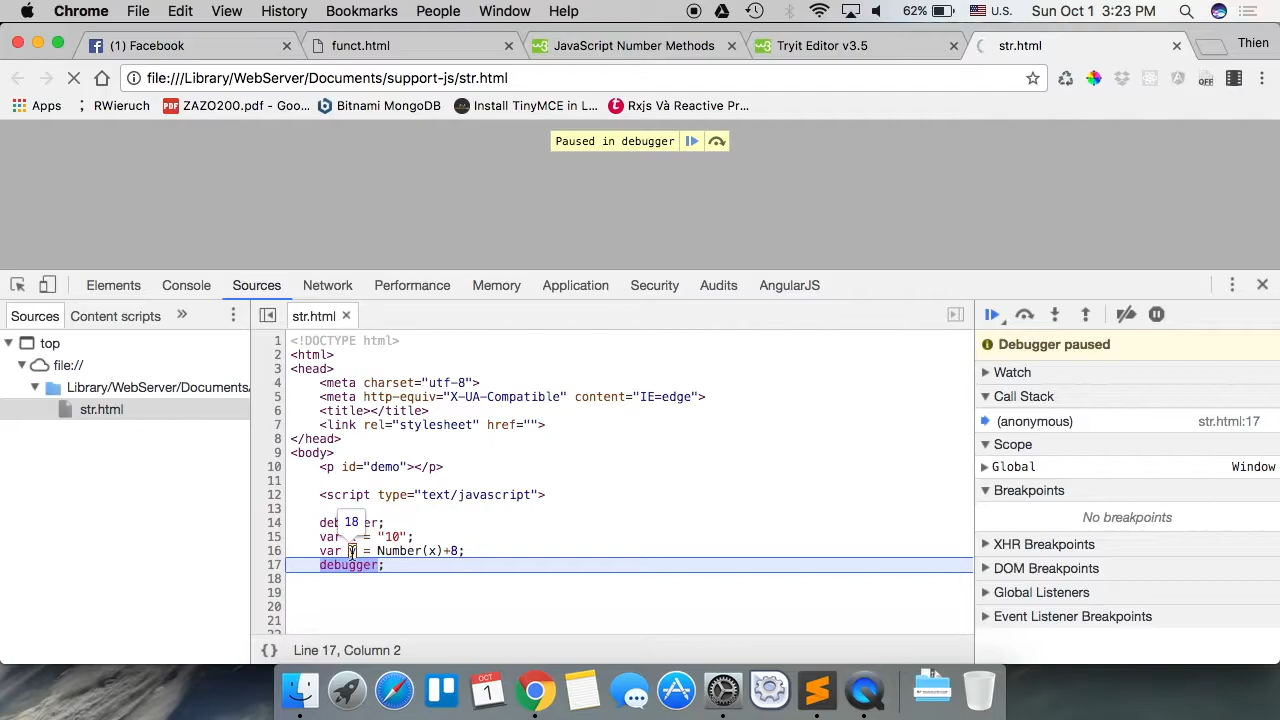 Chrome File Edit View History Bookmarks People Window Help 62% U.S. Sun Oct 1 3:23 PM
(1) Facebook funct.html JavaScript Number Methods Tryit Editor v3.5 str.html Thien
file:///Library/WebServer/Documents/support-js/str.html
Apps RWieruch ZAZO200.pdf - Goo... Bitnami MongoDB Install TinyMCE in L... Rxjs Và Reactive Pr...
Paused in debugger
Elements Console Sources Network Performance Memory Application Security Audits AngularJS
Sources Content scripts » str.html
top
file://
Library/WebServer/Documents/
str.html
1 <!DOCTYPE html>
2 <html>
3 <head>
4 <meta charset="utf-8">
5 <meta http-equiv="X-UA-Compatible" content="IE=edge">
6 <title></title>
7 <link rel="stylesheet" href="">
8 </head>
9 <body>
10 <p id="demo"></p>
11
12 <script type="text/javascript">
13
18
14 deb er;
15 var = "10";
16 var = Number(x)+8;
17 debugger;
18
19
20
21
22
{} Line 17, Column 2
Debugger paused
Watch
Call Stack
(anonymous) str.html:17
Scope
Global Window
Breakpoints
No breakpoints
XHR Breakpoints
DOM Breakpoints
Global Listeners
Event Listener Breakpoints
OCT
1